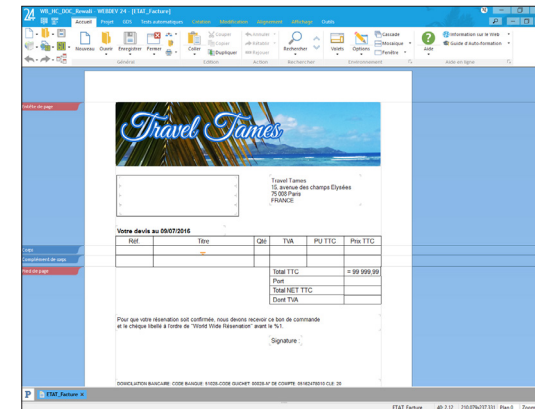 24 WB_HC_DOC_Bewali - WEBDEV 24 - [ETAT_Facture]
Accueil Projet GDS Tests automatiques Création Modification Alignement Affichage Outils
Nouveau Ouvrir Enregistrer Fermer
Coller
Couper
Copier
Dupliquer
Annuler
Refaire
Rechercher
Volets Options
Cascade
Mosaïque
Fenêtre
Aide
Information sur le Web
Guide d'Auto-formation
Général Edition Action Rechercher Environnement Aide en ligne
Entête de page
Travel Tames
Travel Tames
15, avenue des champs Elysées
75 008 Paris
FRANCE
Votre devis au 09/07/2016
Réf. Titre Qté TVA PU TTC Prix TTC
Corps
Complément de corps
Pied de page
Total TTC = 99 999,99
Port
Total NET TTC
Dont TVA
Pour que votre réservation soit confirmée, nous devons recevoir ce bon de commande
et le chèque libellé à l'ordre de "World Wide Réservation" avant le %1.
Signature :
P ETAT_Facture ×
ETAT_Facture